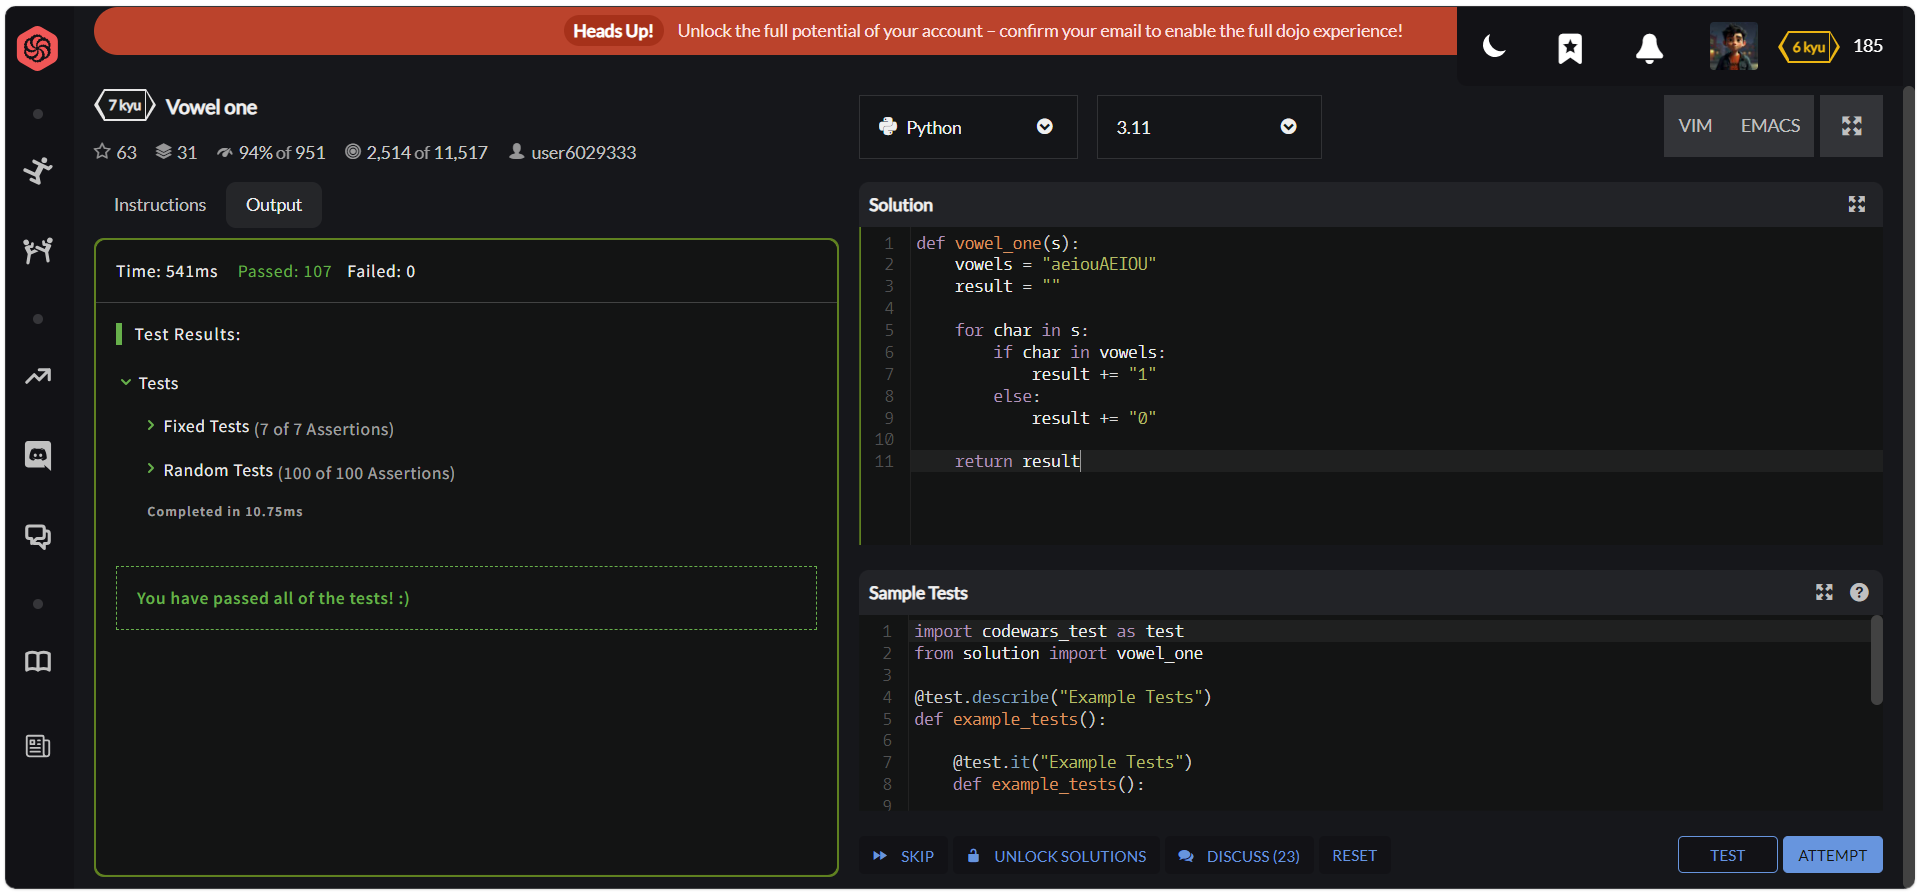 Heads Up! Unlock the full potential of your account – confirm your email to enable the full dojo experience!
6 kyu 185
7 kyu Vowel one
63 31 94% of 951 2,514 of 11,517 user6029333
Instructions Output
Time: 541ms Passed: 107 Failed: 0
Test Results:
Tests
Fixed Tests (7 of 7 Assertions)
Random Tests (100 of 100 Assertions)
Completed in 10.75ms
You have passed all of the tests! :)
Python 3.11
VIM EMACS
Solution
1 def vowel_one(s):
2     vowels = "aeiouAEIOU"
3     result = ""
4
5     for char in s:
6         if char in vowels:
7             result += "1"
8         else:
9             result += "0"
10
11     return result
Sample Tests
1 import codewars_test as test
2 from solution import vowel_one
3
4 @test.describe("Example Tests")
5 def example_tests():
6
7     @test.it("Example Tests")
8     def example_tests():
9
SKIP UNLOCK SOLUTIONS DISCUSS (23) RESET TEST ATTEMPT